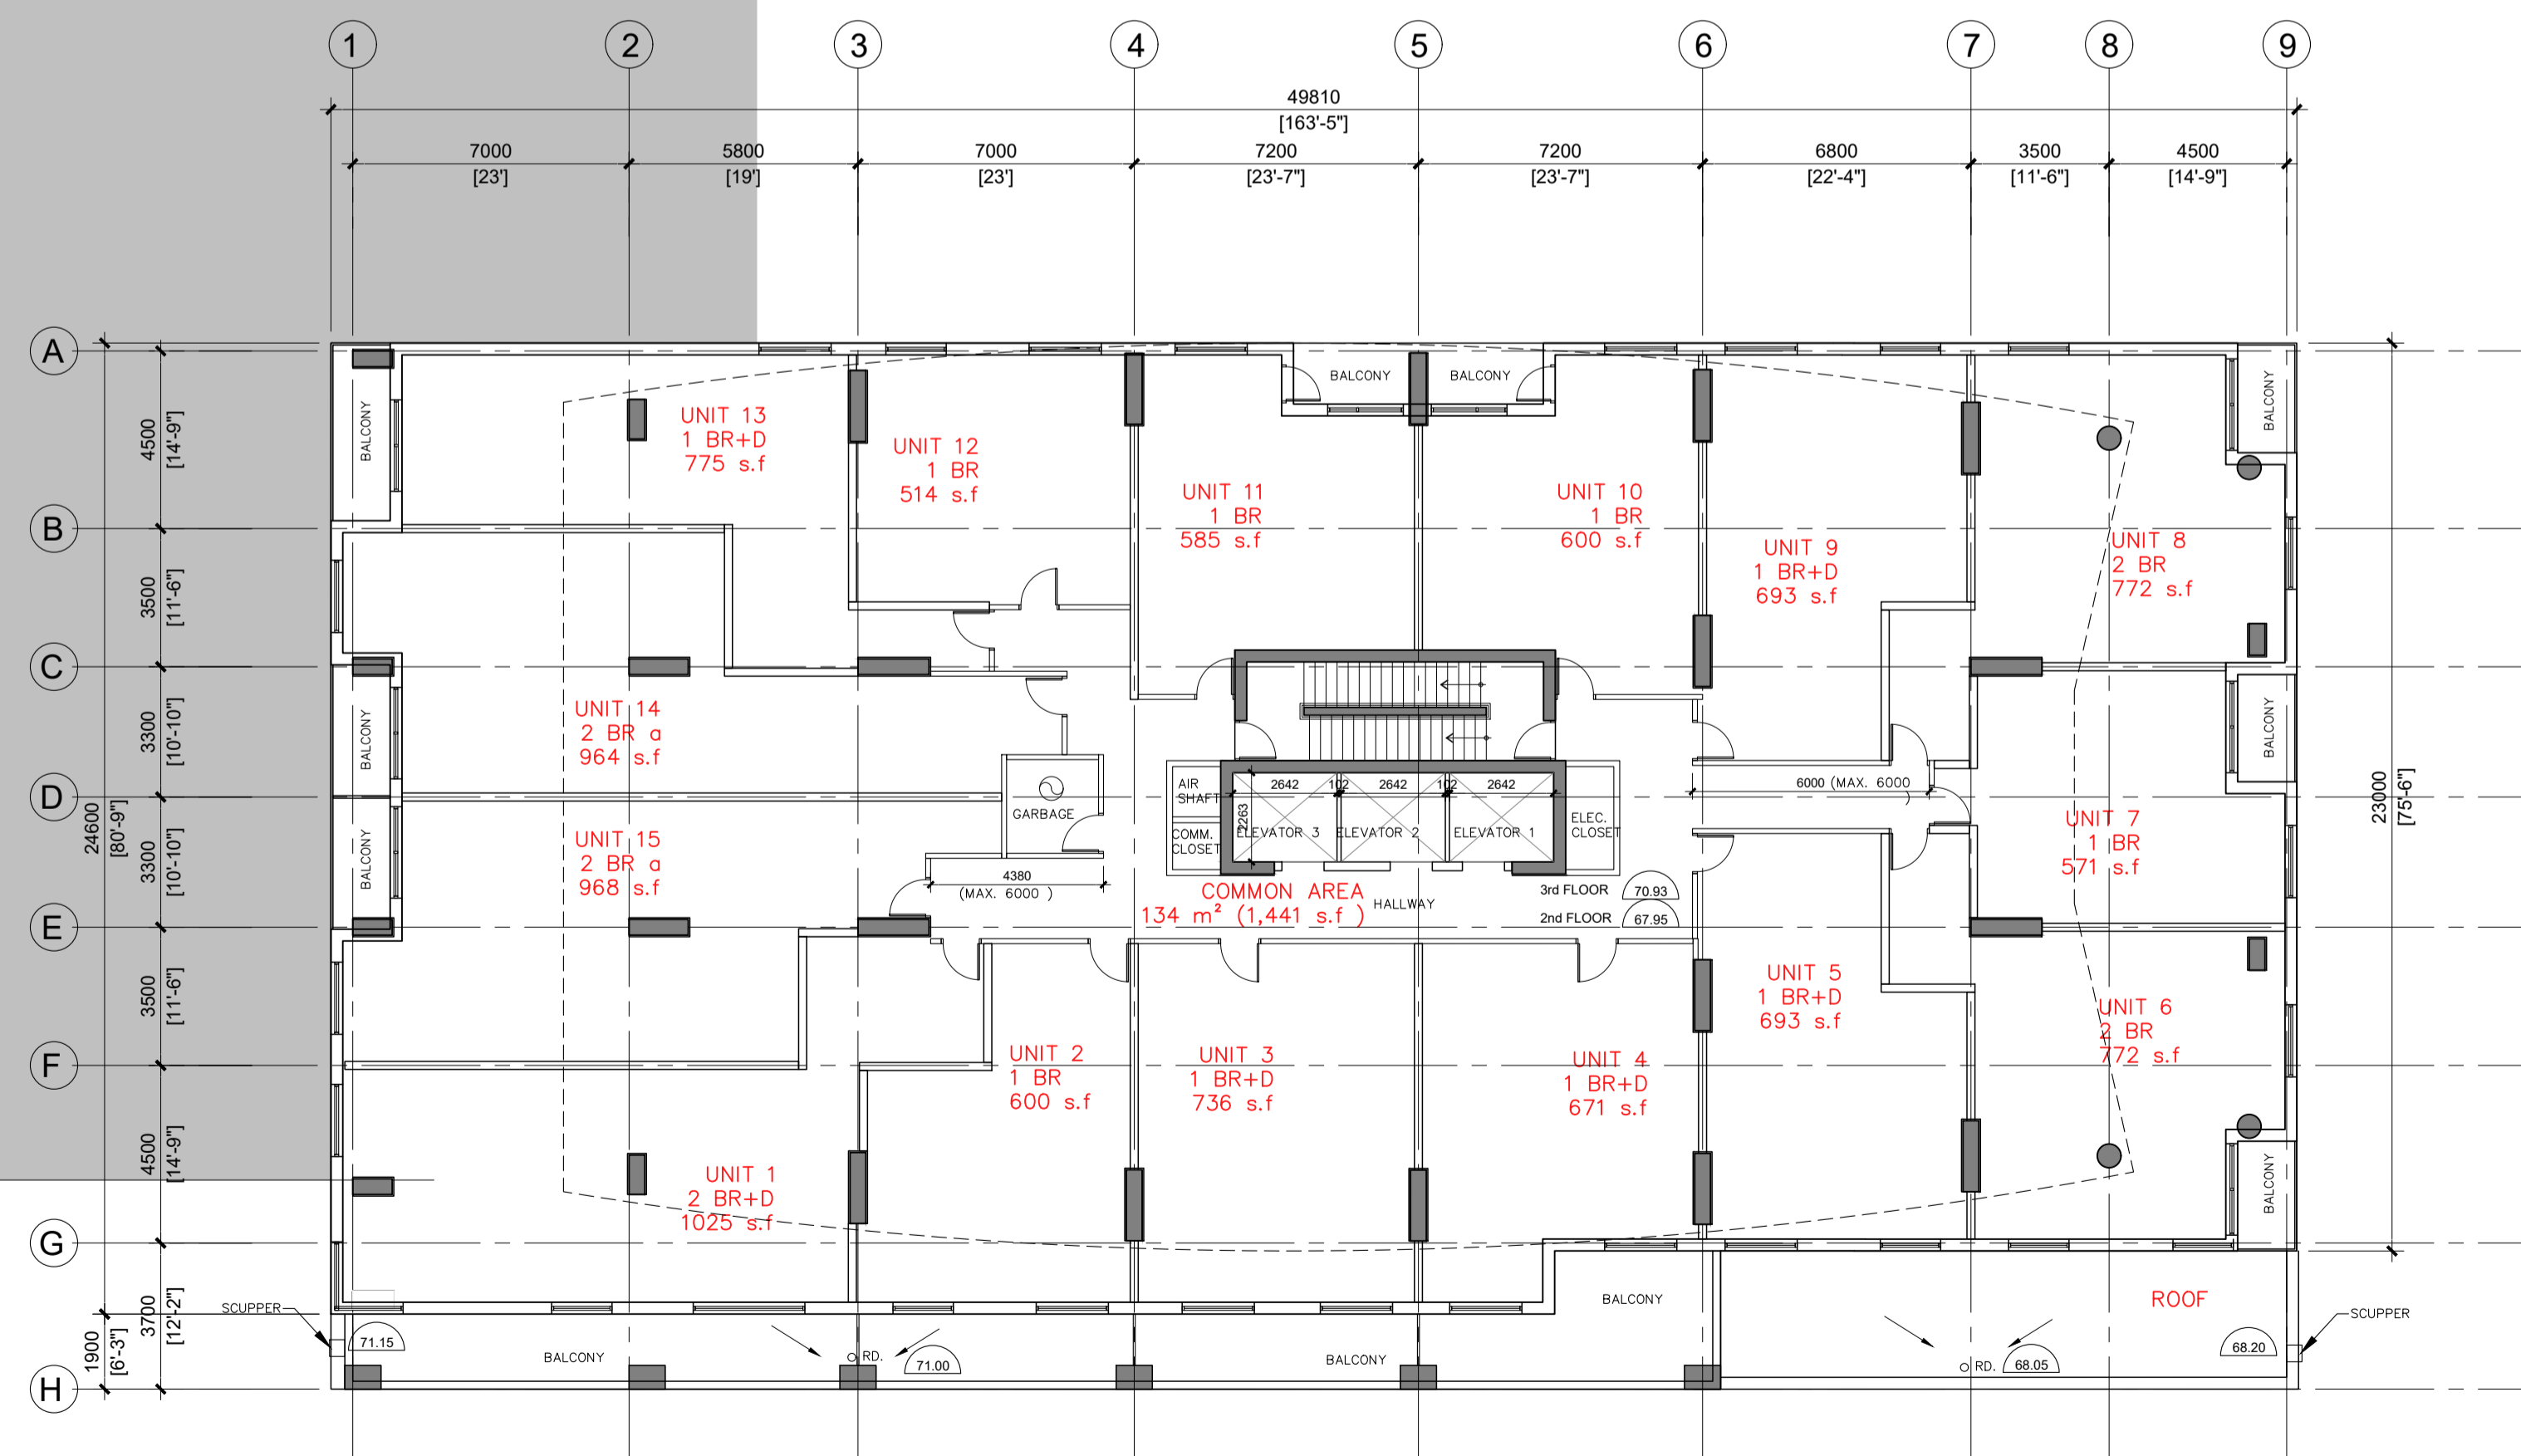 1 2 3 4 5 6 7 8 9
49810
[163'-5"]
7000 5800 7000 7200 7200 6800 3500 4500
[23'] [19'] [23'] [23'-7"] [23'-7"] [22'-4"] [11'-6"] [14'-9"]
A
B
C
D
E
F
G
H
4500
[14'-9"]
3500
[11'-6"]
3300
[10'-10"]
3300
[10'-10"]
3500
[11'-6"]
4500
[14'-9"]
3700
[12'-2"]
24600
[80'-9"]
1900
[6'-3"]
23000
[75'-6"]
BALCONY
UNIT 13
1 BR+D
775 s.f
UNIT 12
1 BR
514 s.f
UNIT 11
1 BR
585 s.f
BALCONY
BALCONY
UNIT 10
1 BR
600 s.f
UNIT 9
1 BR+D
693 s.f
UNIT 8
2 BR
772 s.f
BALCONY
BALCONY
UNIT 14
2 BR a
964 s.f
BALCONY
UNIT 15
2 BR a
968 s.f
GARBAGE
4380
(MAX. 6000 )
AIR
SHAFT
COMM.
CLOSET
2642 102 2642 102 2642
2263
ELEVATOR 3 ELEVATOR 2 ELEVATOR 1
ELEC.
CLOSET
6000 (MAX. 6000
)
UNIT 7
1 BR
571 s.f
BALCONY
COMMON AREA
134 m² (1,441 s.f )
HALLWAY
3rd FLOOR 70.93
2nd FLOOR 67.95
UNIT 1
2 BR+D
1025 s.f
UNIT 2
1 BR
600 s.f
UNIT 3
1 BR+D
736 s.f
UNIT 4
1 BR+D
671 s.f
UNIT 5
1 BR+D
693 s.f
UNIT 6
2 BR
772 s.f
BALCONY
SCUPPER
71.15
BALCONY
RD.
71.00
BALCONY
BALCONY
ROOF
RD.
68.05
68.20
SCUPPER